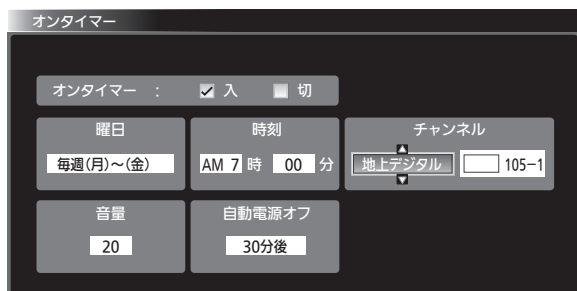 オンタイマー
オンタイマー : 入 切
曜日 時刻 チャンネル
毎週(月)~(金) AM 7 時 00 分 地上デジタル 105-1
音量 自動電源オフ
20 30分後